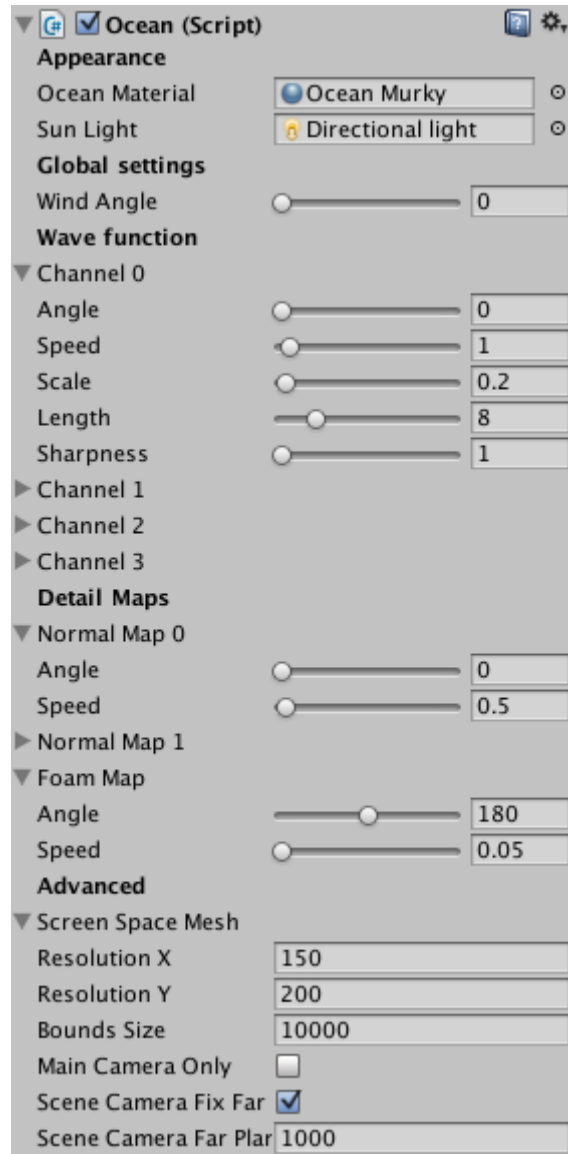 Ocean (Script)
Appearance
Ocean Material Ocean Murky
Sun Light Directional light
Global settings
Wind Angle 0
Wave function
Channel 0
Angle 0
Speed 1
Scale 0.2
Length 8
Sharpness 1
Channel 1
Channel 2
Channel 3
Detail Maps
Normal Map 0
Angle 0
Speed 0.5
Normal Map 1
Foam Map
Angle 180
Speed 0.05
Advanced
Screen Space Mesh
Resolution X 150
Resolution Y 200
Bounds Size 10000
Main Camera Only
Scene Camera Fix Far
Scene Camera Far Plar 1000